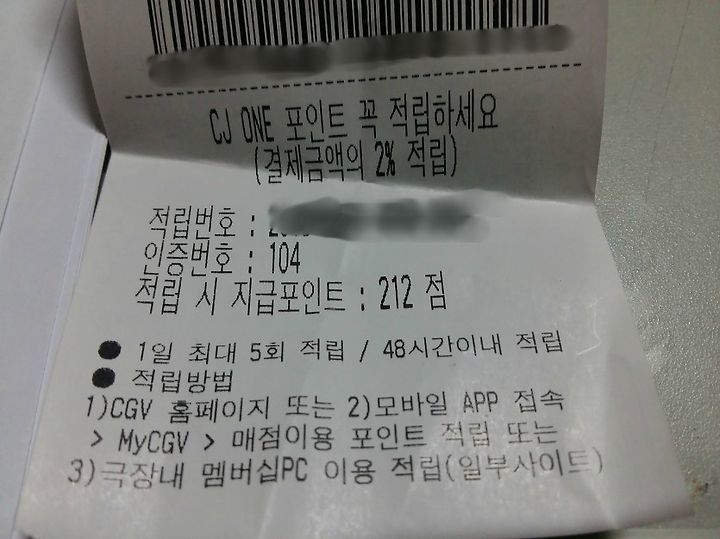 CJ ONE 포인트 꼭 적립하세요
(결제금액의 2% 적립)
적립번호 :
인증번호 : 104
적립 시 지급포인트 : 212 점
● 1일 최대 5회 적립 / 48시간이내 적립
● 적립방법
1)CGV 홈페이지 또는 2)모바일 APP 접속
> MyCGV > 매점이용 포인트 적립 또는
3)극장내 멤버십PC 이용 적립(일부사이트)